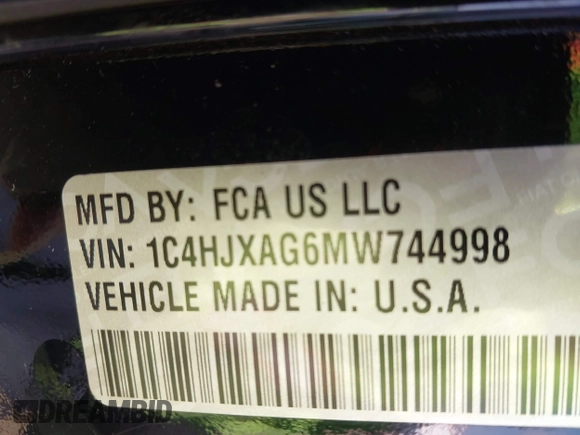 MFD BY: FCA US LLC
VIN: 1C4HJXAG6MW744998
VEHICLE MADE IN: U.S.A.
DREAMBID